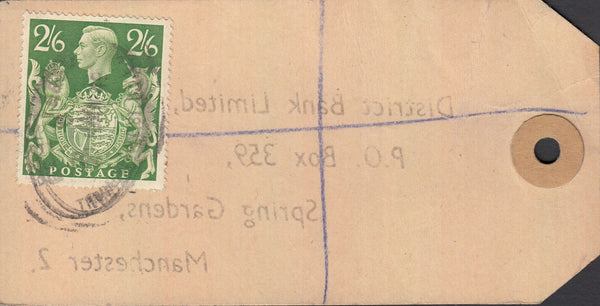 2/6 2/6
POSTAGE
District Bank Limited,
P.O. Box 359,
Spring Gardens,
Manchester 2.